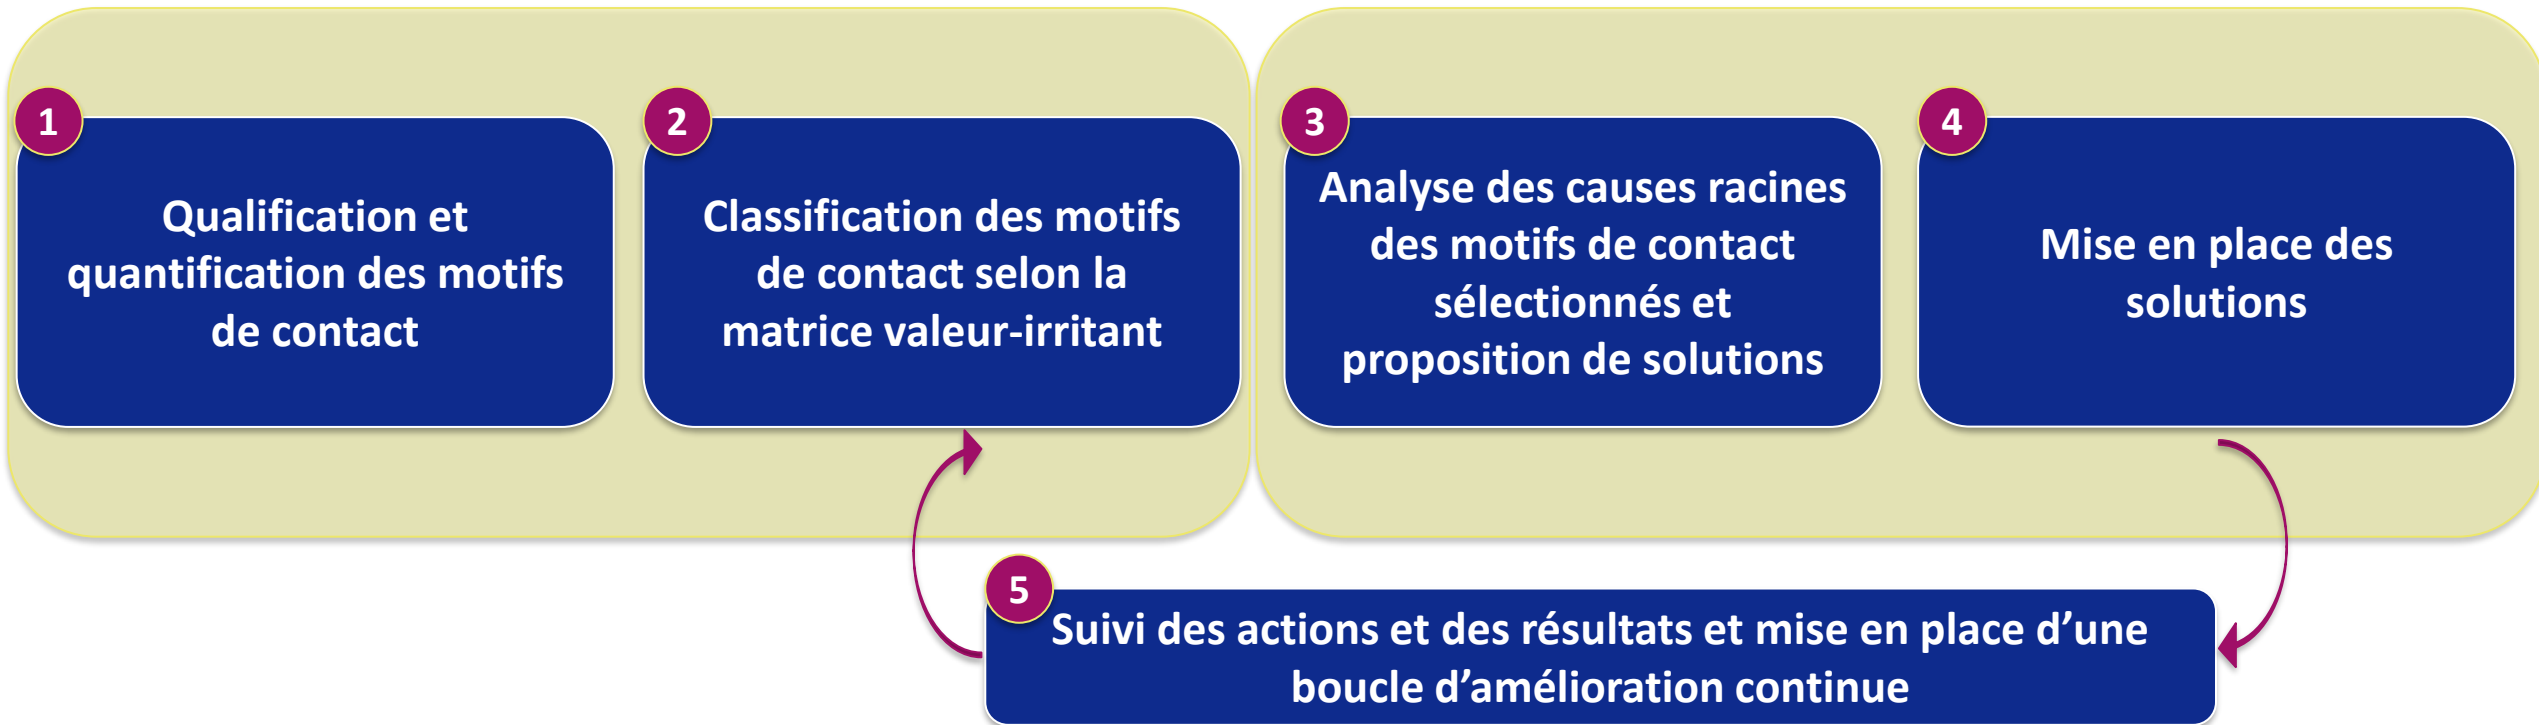 1
Qualification et
quantification des motifs
de contact
2
Classification des motifs
de contact selon la
matrice valeur-irritant
3
Analyse des causes racines
des motifs de contact
sélectionnés et
proposition de solutions
4
Mise en place des
solutions
5
Suivi des actions et des résultats et mise en place d’une
boucle d’amélioration continue